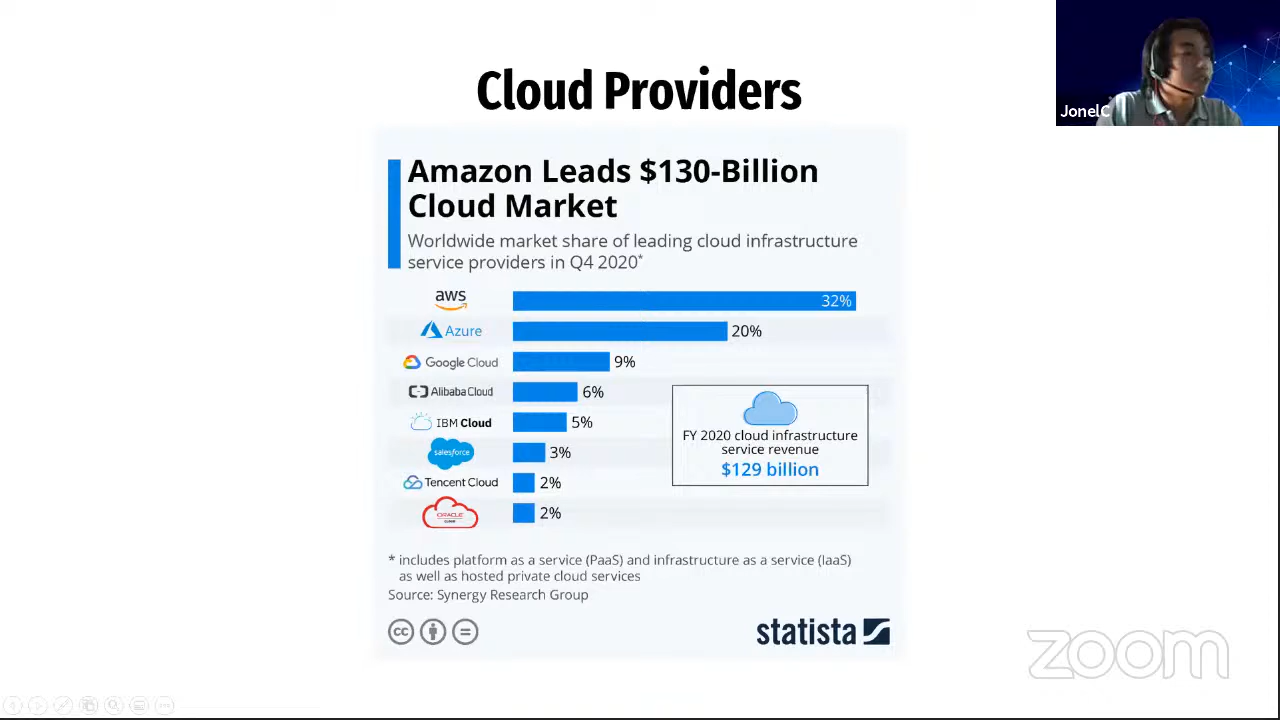 Cloud Providers
JonelC
Amazon Leads $130-Billion
Cloud Market
Worldwide market share of leading cloud infrastructure
service providers in Q4 2020*
aws 32%
Azure 20%
Google Cloud 9%
Alibaba Cloud 6%
IBM Cloud 5%
salesforce 3%
Tencent Cloud 2%
ORACLE CLOUD 2%
FY 2020 cloud infrastructure
service revenue
$129 billion
* includes platform as a service (PaaS) and infrastructure as a service (IaaS)
as well as hosted private cloud services
Source: Synergy Research Group
cc
statista
zoom